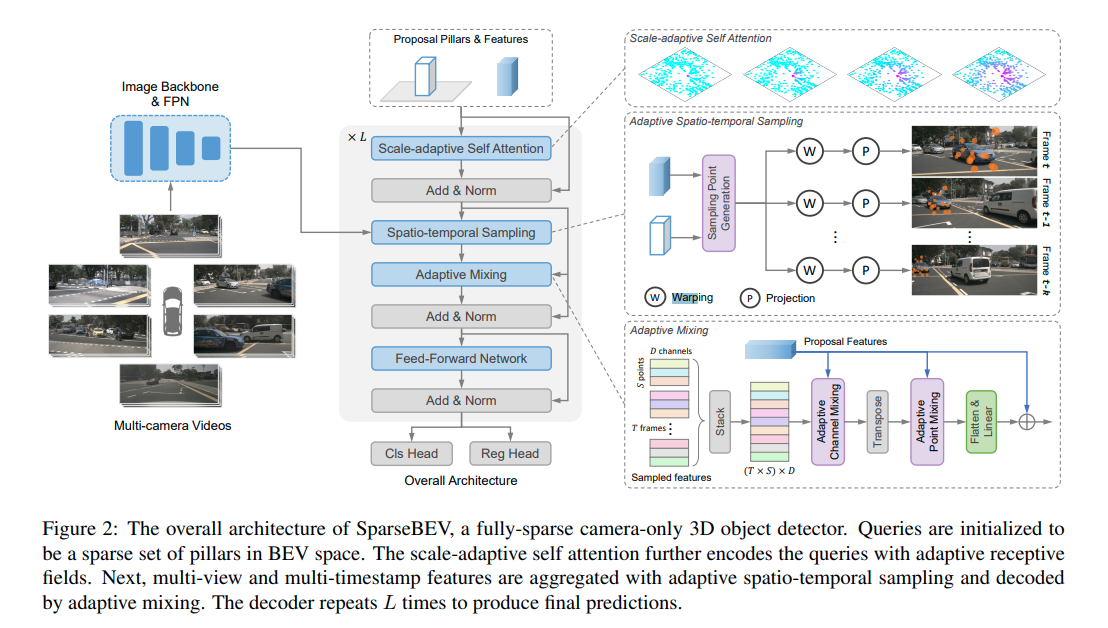 Proposal Pillars & Features
Image Backbone
& FPN
Multi-camera Videos
× L
Scale-adaptive Self Attention
Add & Norm
Spatio-temporal Sampling
Adaptive Mixing
Add & Norm
Feed-Forward Network
Add & Norm
Cls Head
Reg Head
Overall Architecture
Scale-adaptive Self Attention
Adaptive Spatio-temporal Sampling
Sampling Point
Generation
W
P
Frame t
W
P
Frame t-1
⋮
⋮
W
P
Frame t-k
W Warping
P Projection
Adaptive Mixing
Proposal Features
D channels
S points
T frames ⋮
Sampled features
Stack
(T × S) × D
Adaptive
Channel Mixing
Transpose
Adaptive
Point Mixing
Flatten &
Linear
Figure 2: The overall architecture of SparseBEV, a fully-sparse camera-only 3D object detector. Queries are initialized to
be a sparse set of pillars in BEV space. The scale-adaptive self attention further encodes the queries with adaptive receptive
fields. Next, multi-view and multi-timestamp features are aggregated with adaptive spatio-temporal sampling and decoded
by adaptive mixing. The decoder repeats L times to produce final predictions.